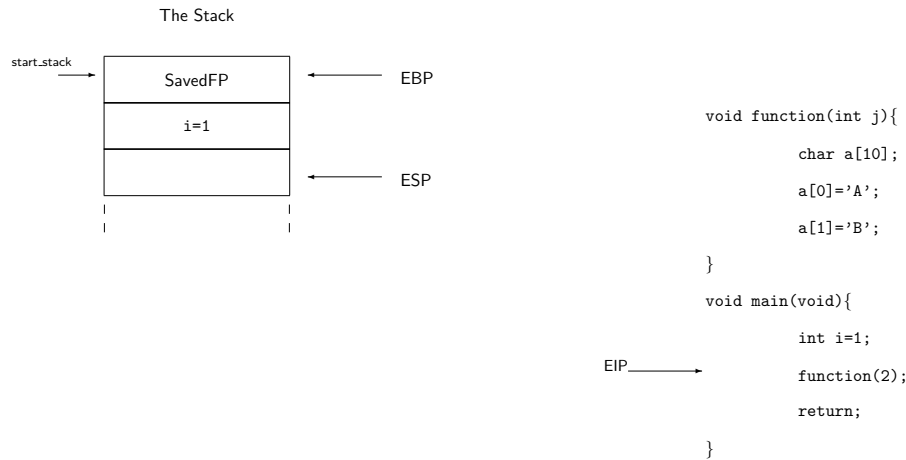 The Stack
start_stack
SavedFP
EBP
i=1
ESP
void function(int j){
char a[10];
a[0]='A';
a[1]='B';
}
void main(void){
int i=1;
EIP
function(2);
return;
}